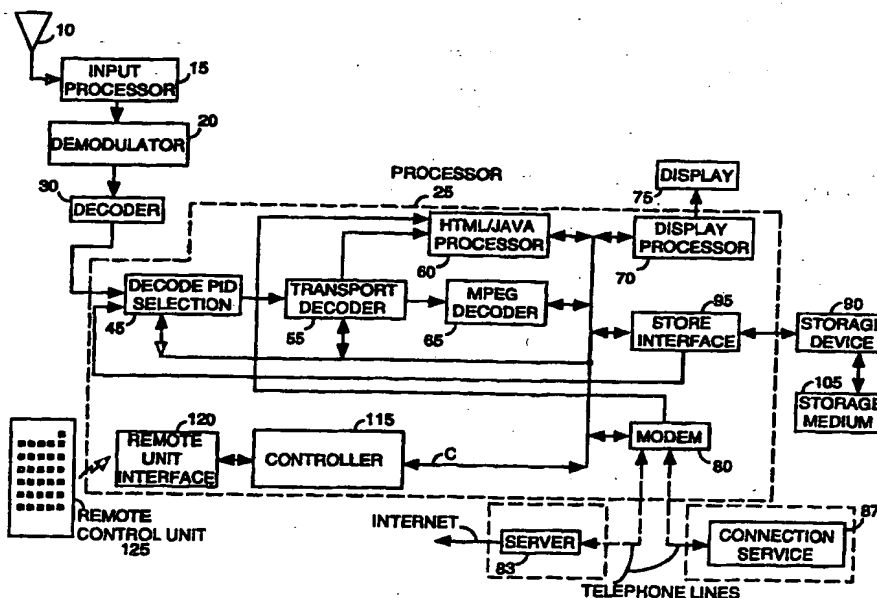 10
INPUT
PROCESSOR
15
20
DEMODULATOR
30
DECODER
PROCESSOR
25
75
DISPLAY
HTML/JAVA
PROCESSOR
60
DISPLAY
PROCESSOR
70
DECODE PID
SELECTION
45
TRANSPORT
DECODER
55
MPEG
DECODER
65
95
STORE
INTERFACE
90
STORAGE
DEVICE
105
STORAGE
MEDIUM
120
REMOTE
UNIT
INTERFACE
115
CONTROLLER
C
MODEM
80
REMOTE
CONTROL UNIT
125
INTERNET
SERVER
83
87
CONNECTION
SERVICE
TELEPHONE LINES